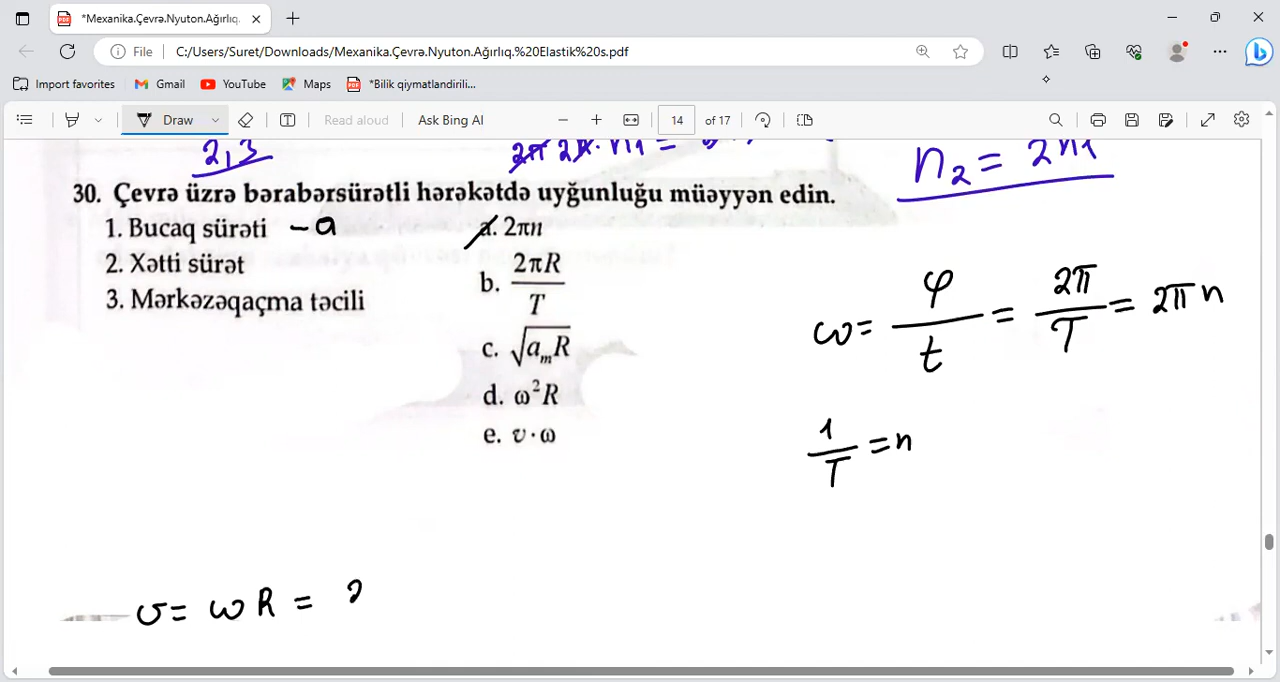 *Mexanika.Çevrə.Nyuton.Ağırlıq.
File C:/Users/Suret/Downloads/Mexanika.Çevrə.Nyuton.Ağırlıq.%20Elastik%20s.pdf
Import favorites Gmail YouTube Maps *Bilik qiymatlandirili...
Draw Read aloud Ask Bing AI 14 of 17
2,3
n₂ = 2n1
30. Çevrə üzrə bərabərsürətli hərəkətdə uyğunluğu müəyyən edin.
1. Bucaq sürəti – a
2. Xətti sürət
3. Mərkəzəqaçma təcili
a. 2πn
b. 2πR / T
c. √aₘR
d. ω²R
e. υ · ω
ω = φ / t = 2π / T = 2π n
1 / T = n
υ = ω R = 2